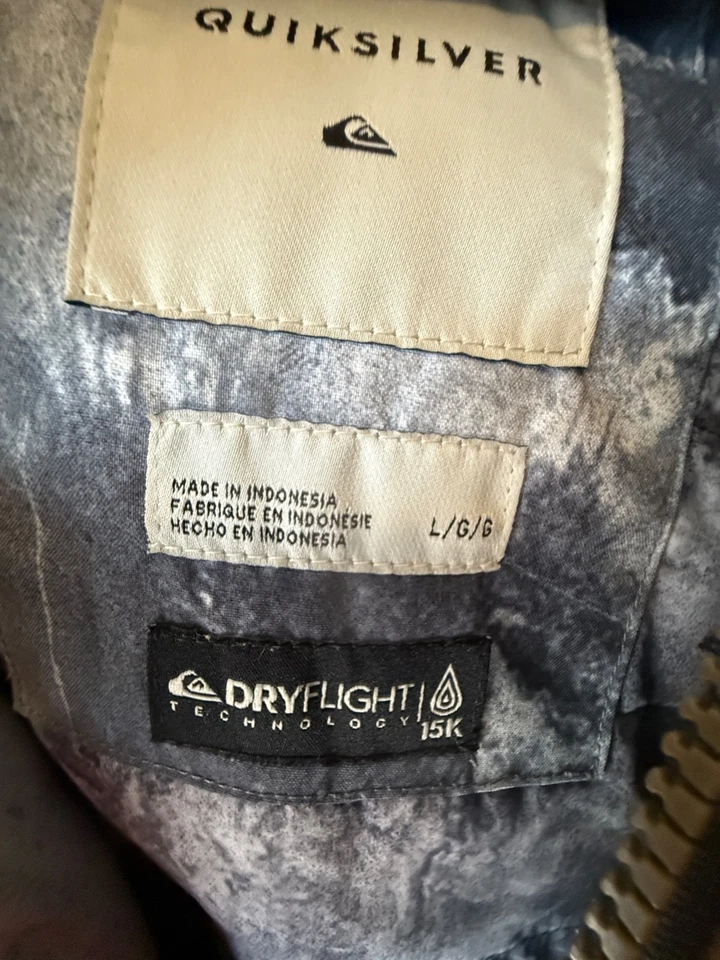 QUIKSILVER
MADE IN INDONESIA
FABRIQUE EN INDONÉSIE
HECHO EN INDONESIA
L/G/G
DRYFLIGHT
TECHNOLOGY
15K